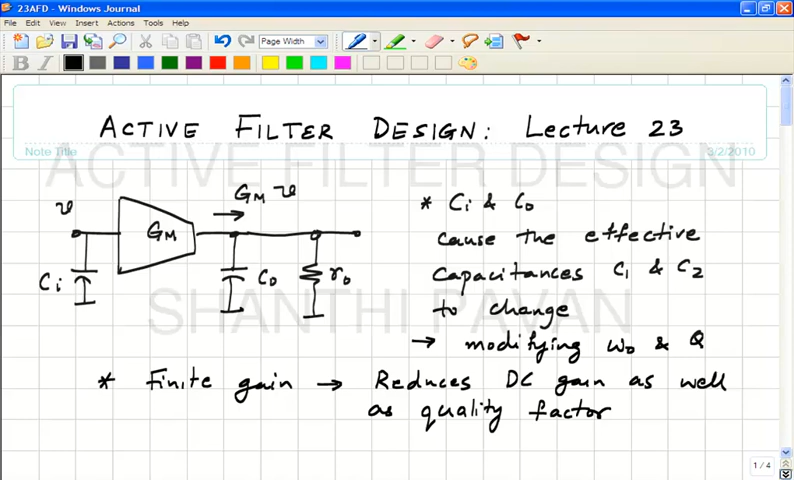 23AFD - Windows Journal
File Edit View Insert Actions Tools Help
Page Width
B I
ACTIVE FILTER DESIGN: Lecture 23
Note Title
3/2/2010
ACTIVE FILTER DESIGN
SHANTHI PAVAN
v
GM v
GM
Ci
Co
ro
* Ci & Co
cause the effective
capacitances C1 & C2
to change
→ modifying ω0 & Q
* Finite gain → Reduces DC gain as well
as quality factor
1 / 4